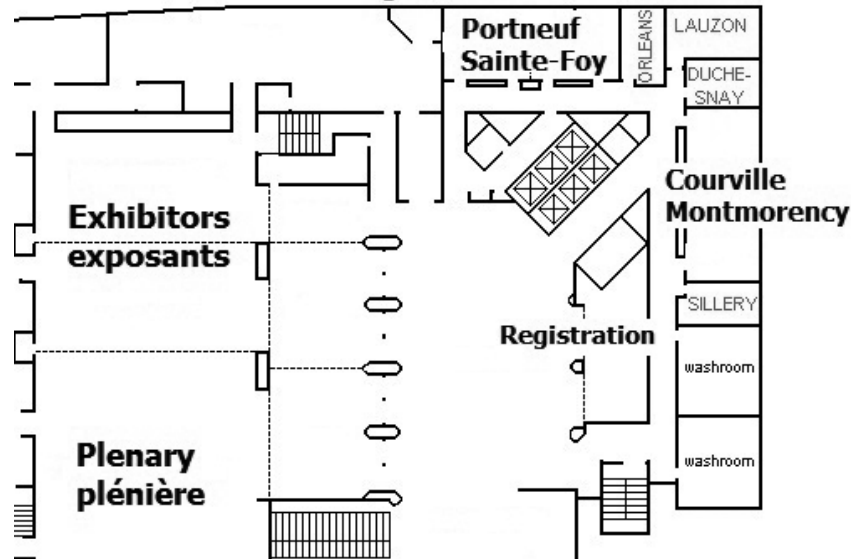 Portneuf
Sainte-Foy
ORLEANS
LAUZON
DUCHE-
SNAY
Courville
Montmorency
Exhibitors
exposants
SILLERY
Registration
washroom
Plenary
plénière
washroom